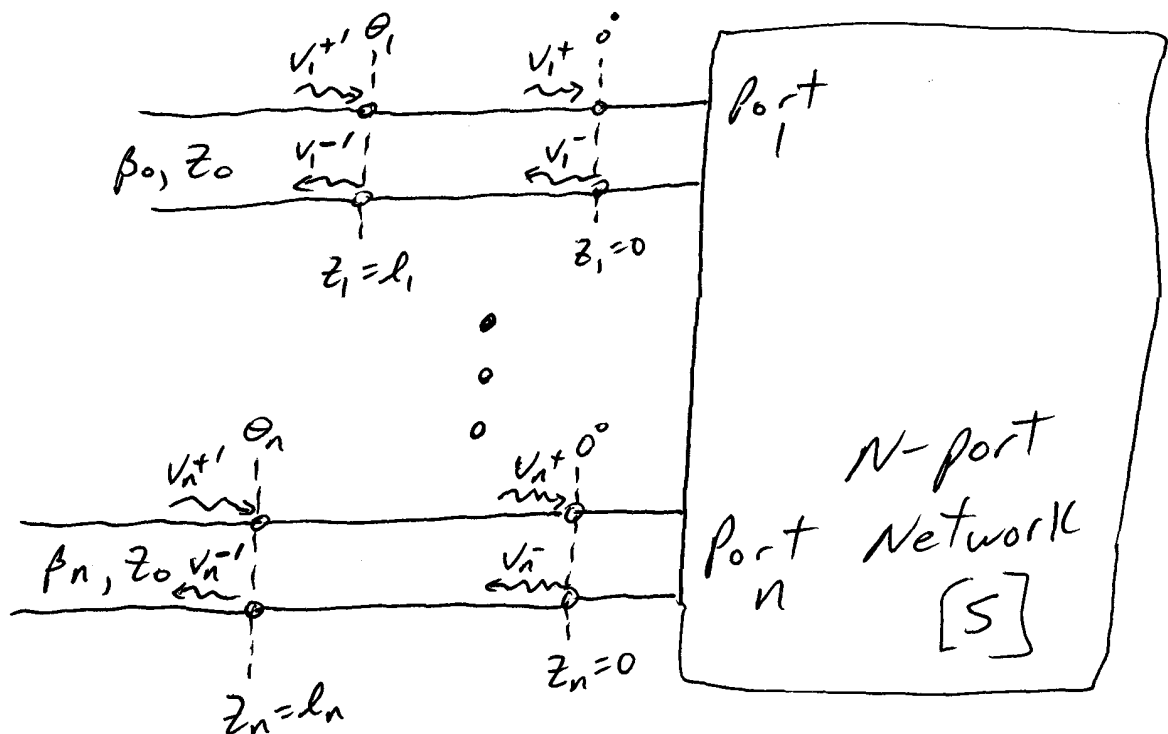 θ₁ 0°
V₁⁺' V₁⁺
Port
1
β₀, Z₀ V₁⁻' V₁⁻
Z₁=l₁ Z₁=0
θₙ 0°
Vₙ⁺' Vₙ⁺
N-port
Network
[S]
βₙ, Z₀ Vₙ⁻' Vₙ⁻
Port
n
Zₙ=lₙ Zₙ=0